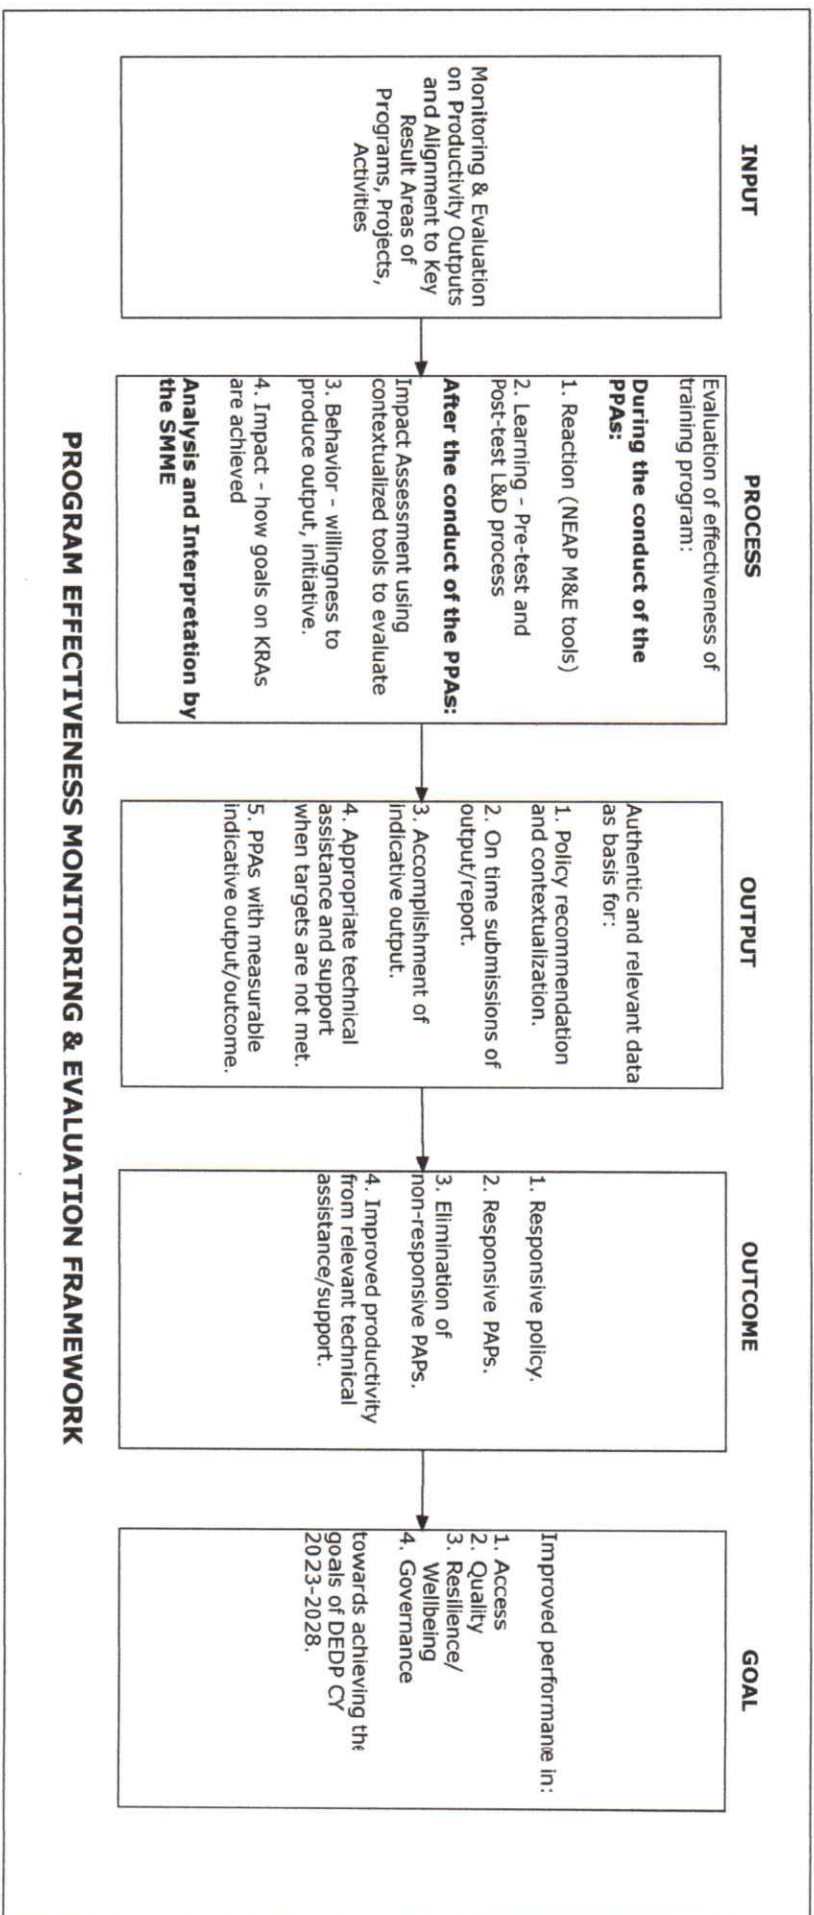 INPUT
Monitoring & Evaluation
on Productivity Outputs
and Alignment to Key
Result Areas of
Programs, Projects,
Activities
PROCESS
Evaluation of effectiveness of
training program:
During the conduct of the
PPAs:
1. Reaction (NEAP M&E tools)
2. Learning - Pre-test and
Post-test L&D process
After the conduct of the PPAs:
Impact Assessment using
contextualized tools to evaluate
3. Behavior - willingness to
produce output, initiative.
4. Impact - how goals on KRAs
are achieved
Analysis and Interpretation by
the SMME
OUTPUT
Authentic and relevant data
as basis for:
1. Policy recommendation
and contextualization.
2. On time submissions of
output/report.
3. Accomplishment of
indicative output.
4. Appropriate technical
assistance and support
when targets are not met.
5. PPAs with measurable
indicative output/outcome.
OUTCOME
1. Responsive policy.
2. Responsive PAPs.
3. Elimination of
non-responsive PAPs.
4. Improved productivity
from relevant technical
assistance/support.
GOAL
Improved performance in:
1. Access
2. Quality
3. Resilience/
Wellbeing
4. Governance
towards achieving the
goals of DEDP CY
2023-2028.
PROGRAM EFFECTIVENESS MONITORING & EVALUATION FRAMEWORK